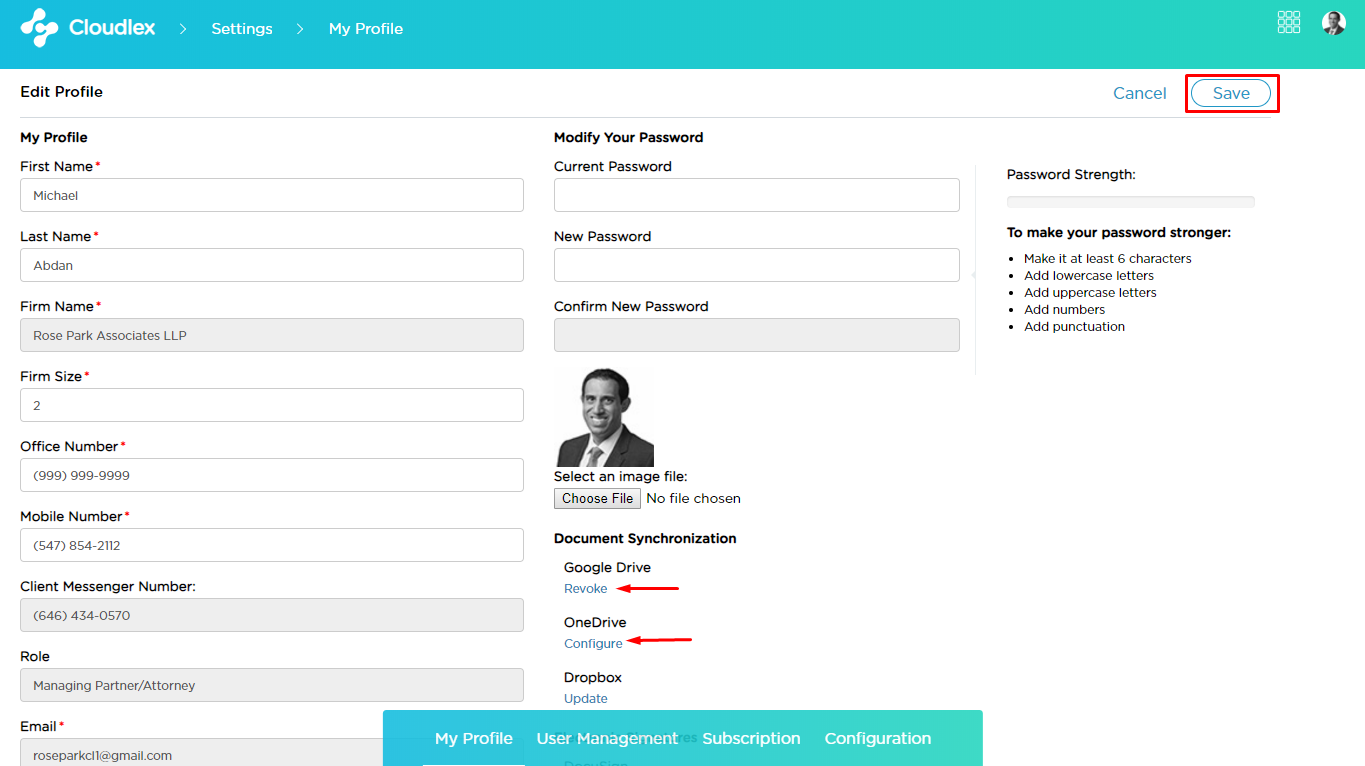 Cloudlex > Settings > My Profile
Edit Profile
Cancel
Save
My Profile
First Name*
Michael
Last Name*
Abdan
Firm Name*
Rose Park Associates LLP
Firm Size*
2
Office Number*
(999) 999-9999
Mobile Number*
(547) 854-2112
Client Messenger Number:
(646) 434-0570
Role
Managing Partner/Attorney
Email*
roseparkcl1@gmail.com
Modify Your Password
Current Password
New Password
Confirm New Password
Select an image file:
Choose File No file chosen
Document Synchronization
Google Drive
Revoke
OneDrive
Configure
Dropbox
Update
Password Strength:
To make your password stronger:
• Make it at least 6 characters
• Add lowercase letters
• Add uppercase letters
• Add numbers
• Add punctuation
My Profile User Management Subscription Configuration